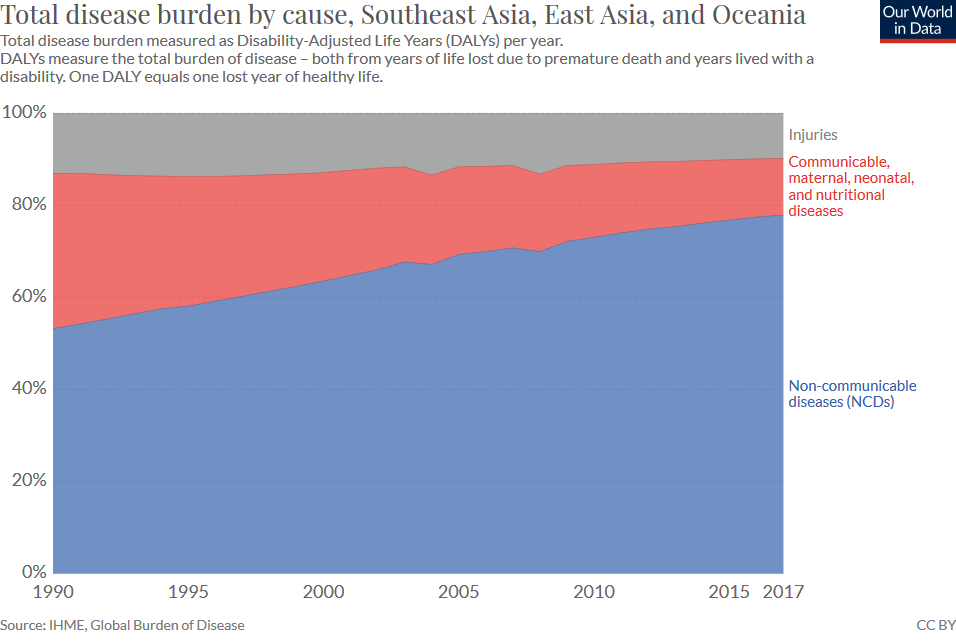 Total disease burden by cause, Southeast Asia, East Asia, and Oceania
Our World
in Data
Total disease burden measured as Disability-Adjusted Life Years (DALYs) per year.
DALYs measure the total burden of disease – both from years of life lost due to premature death and years lived with a
disability. One DALY equals one lost year of healthy life.
100%
80%
60%
40%
20%
0%
Injuries
Communicable,
maternal, neonatal,
and nutritional
diseases
Non-communicable
diseases (NCDs)
1990 1995 2000 2005 2010 2015 2017
Source: IHME, Global Burden of Disease
CC BY